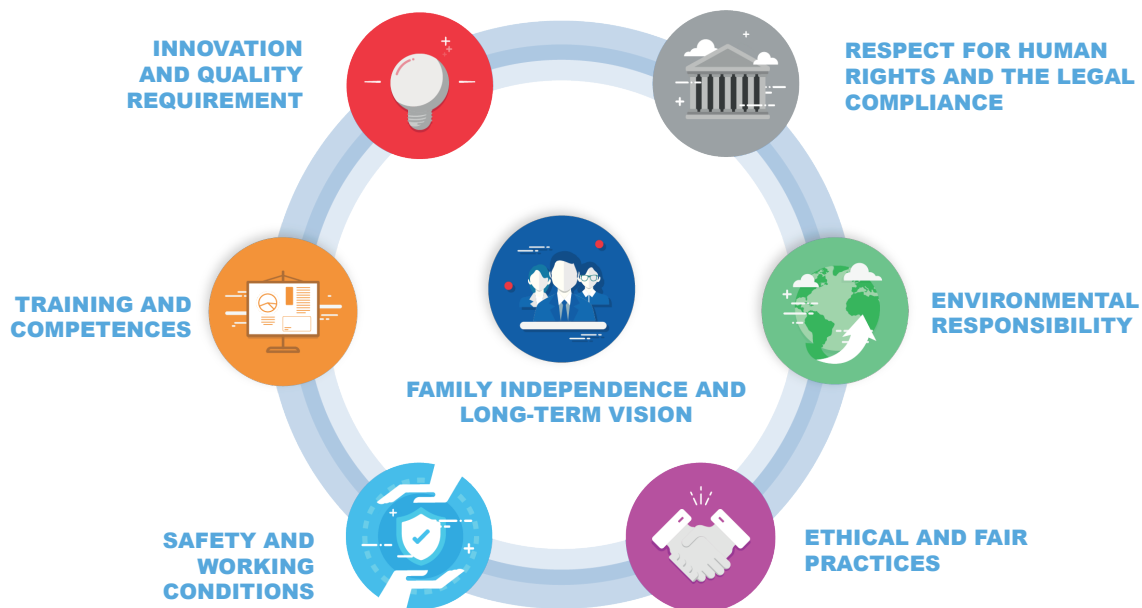 INNOVATION
AND QUALITY
REQUIREMENT
RESPECT FOR HUMAN
RIGHTS AND THE LEGAL
COMPLIANCE
TRAINING AND
COMPETENCES
FAMILY INDEPENDENCE AND
LONG-TERM VISION
ENVIRONMENTAL
RESPONSIBILITY
SAFETY AND
WORKING
CONDITIONS
ETHICAL AND FAIR
PRACTICES